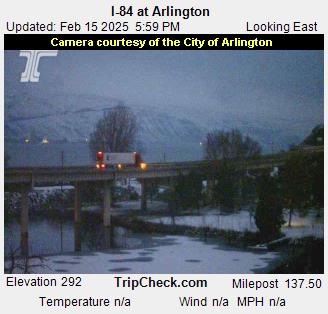 I-84 at Arlington
Updated: Feb 15 2025 5:59 PM Looking East
Camera courtesy of the City of Arlington
Elevation 292 TripCheck.com Milepost 137.50
Temperature n/a Wind n/a MPH n/a